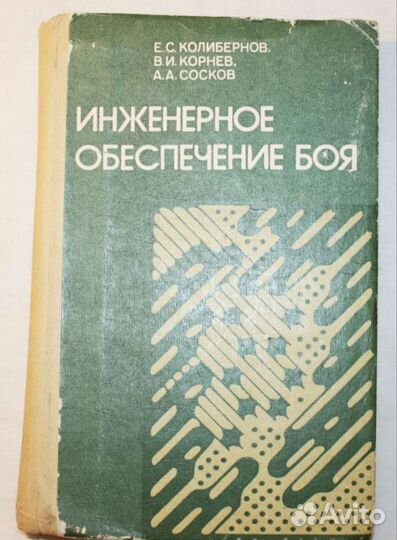 Е.С. КОЛИБЕРНОВ,
В.И. КОРНЕВ,
А.А. СОСКОВ
ИНЖЕНЕРНОЕ
ОБЕСПЕЧЕНИЕ БОЯ
Avito